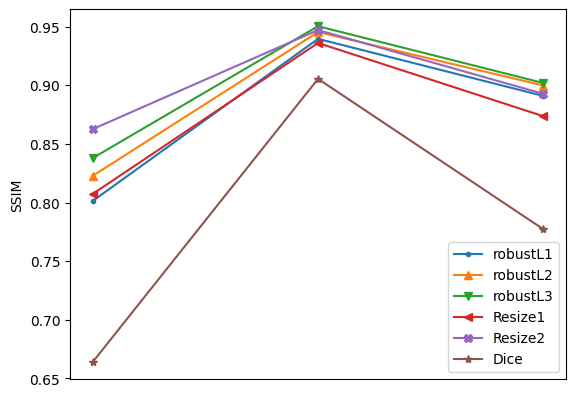 0.95
0.90
0.85
0.80
0.75
0.70
0.65
SSIM
robustL1
robustL2
robustL3
Resize1
Resize2
Dice